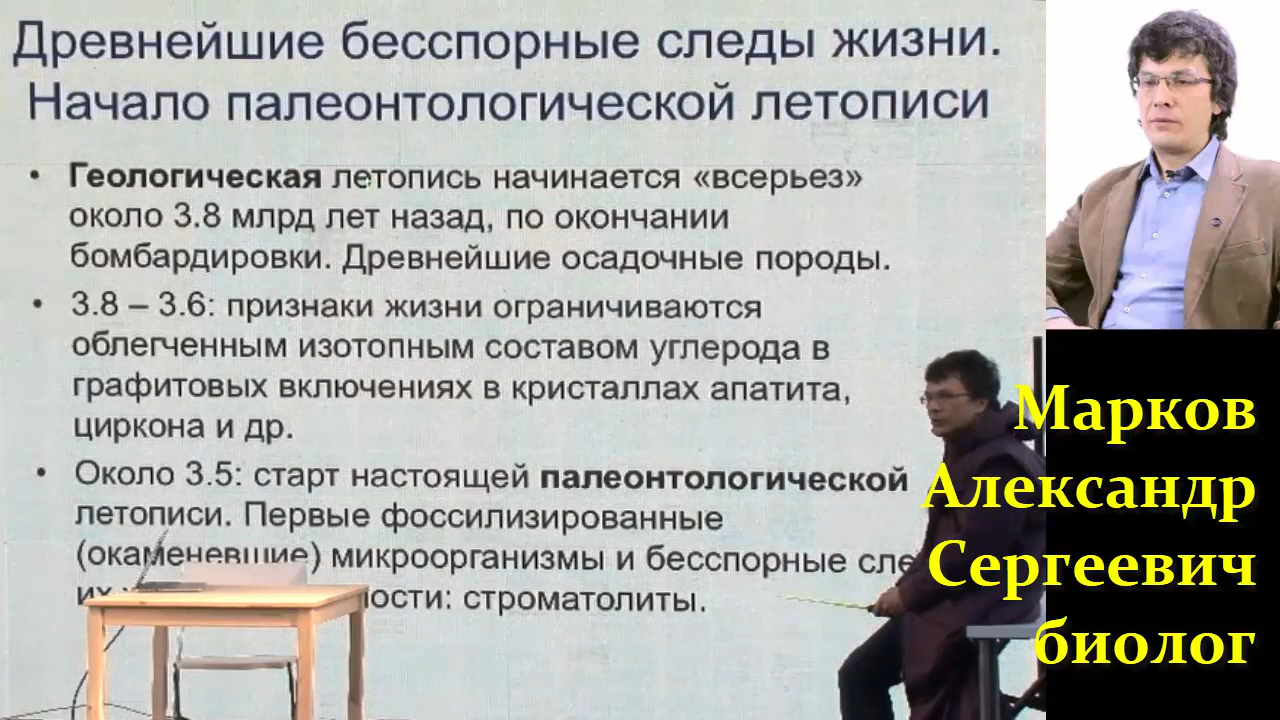 Древнейшие бесспорные следы жизни.
Начало палеонтологической летописи
• Геологическая летопись начинается «всерьез»
около 3.8 млрд лет назад, по окончании
бомбардировки. Древнейшие осадочные породы.
• 3.8 – 3.6: признаки жизни ограничиваются
облегченным изотопным составом углерода в
графитовых включениях в кристаллах апатита,
циркона и др.
• Около 3.5: старт настоящей палеонтологической
летописи. Первые фоссилизированные
(окаменевшие) микроорганизмы и бесспорные
их строматолиты.
Марков
Александр
Сергеевич
биолог